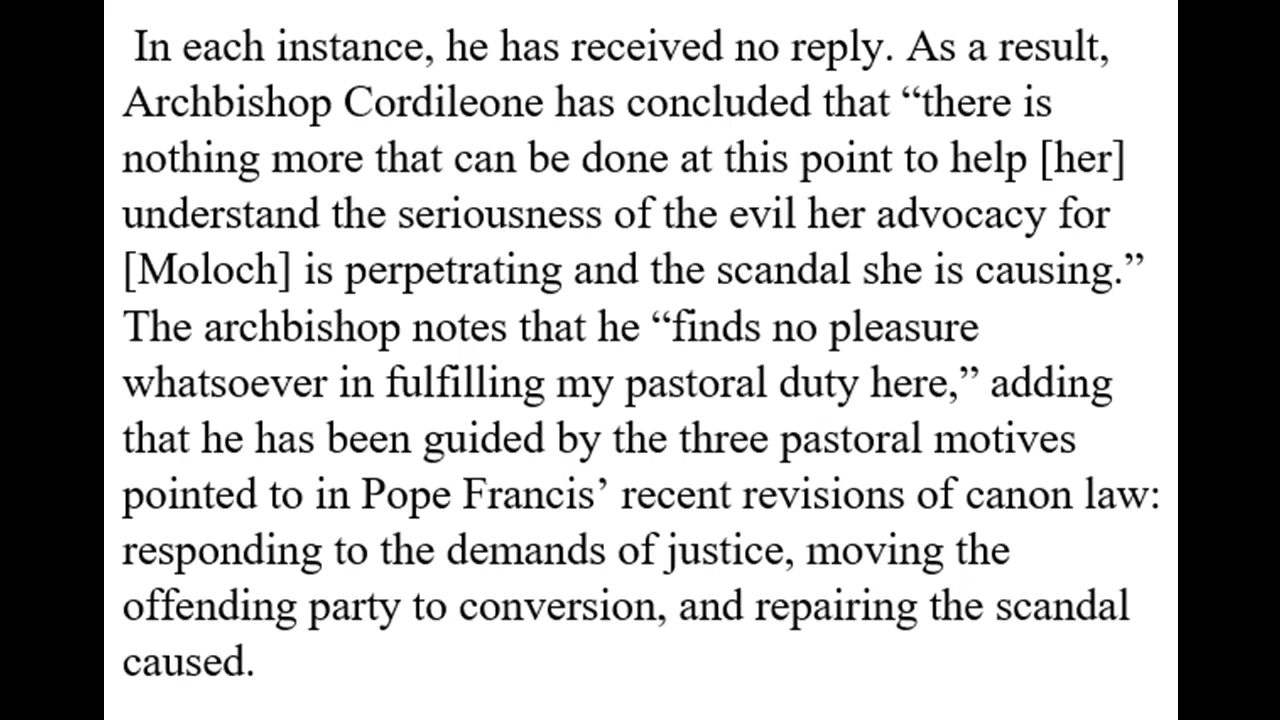 In each instance, he has received no reply. As a result,
Archbishop Cordileone has concluded that “there is
nothing more that can be done at this point to help [her]
understand the seriousness of the evil her advocacy for
[Moloch] is perpetrating and the scandal she is causing.”
The archbishop notes that he “finds no pleasure
whatsoever in fulfilling my pastoral duty here,” adding
that he has been guided by the three pastoral motives
pointed to in Pope Francis’ recent revisions of canon law:
responding to the demands of justice, moving the
offending party to conversion, and repairing the scandal
caused.